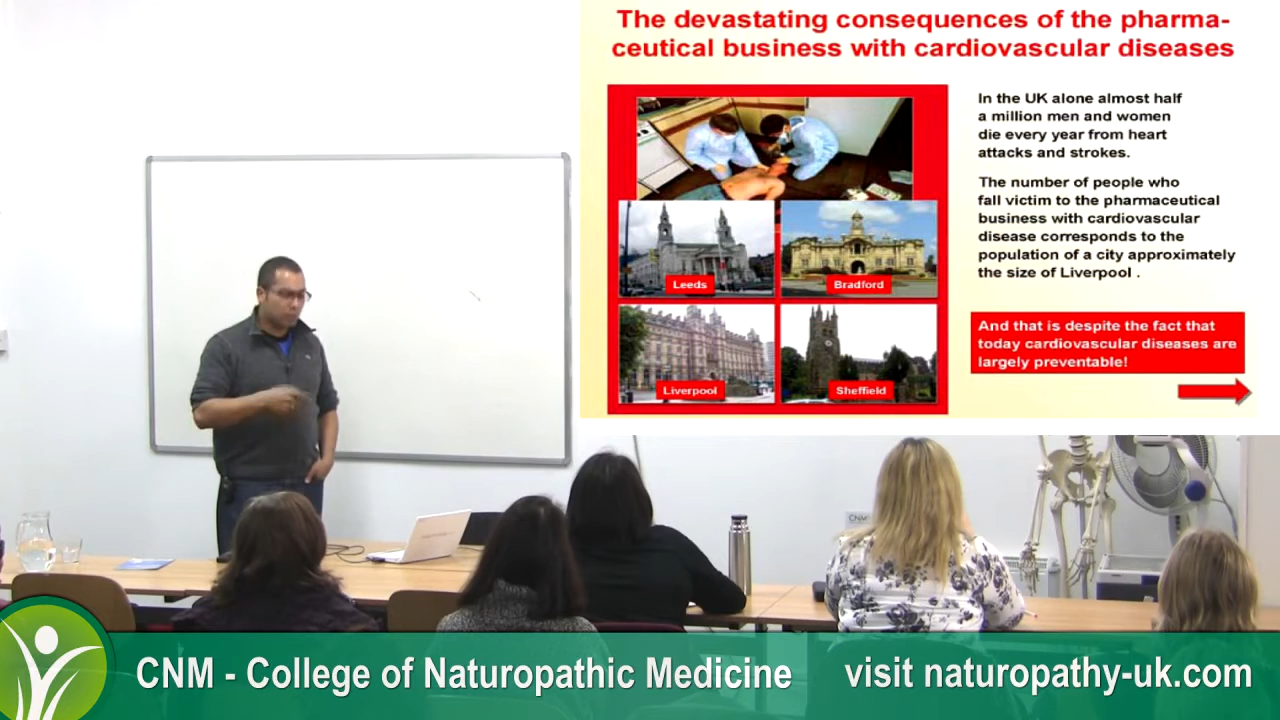 The devastating consequences of the pharma-
ceutical business with cardiovascular diseases
In the UK alone almost half
a million men and women
die every year from heart
attacks and strokes.
The number of people who
fall victim to the pharmaceutical
business with cardiovascular
disease corresponds to the
population of a city approximately
the size of Liverpool .
Leeds
Bradford
Liverpool
Sheffield
And that is despite the fact that
today cardiovascular diseases are
largely preventable!
CNM
CNM - College of Naturopathic Medicine
visit naturopathy-uk.com